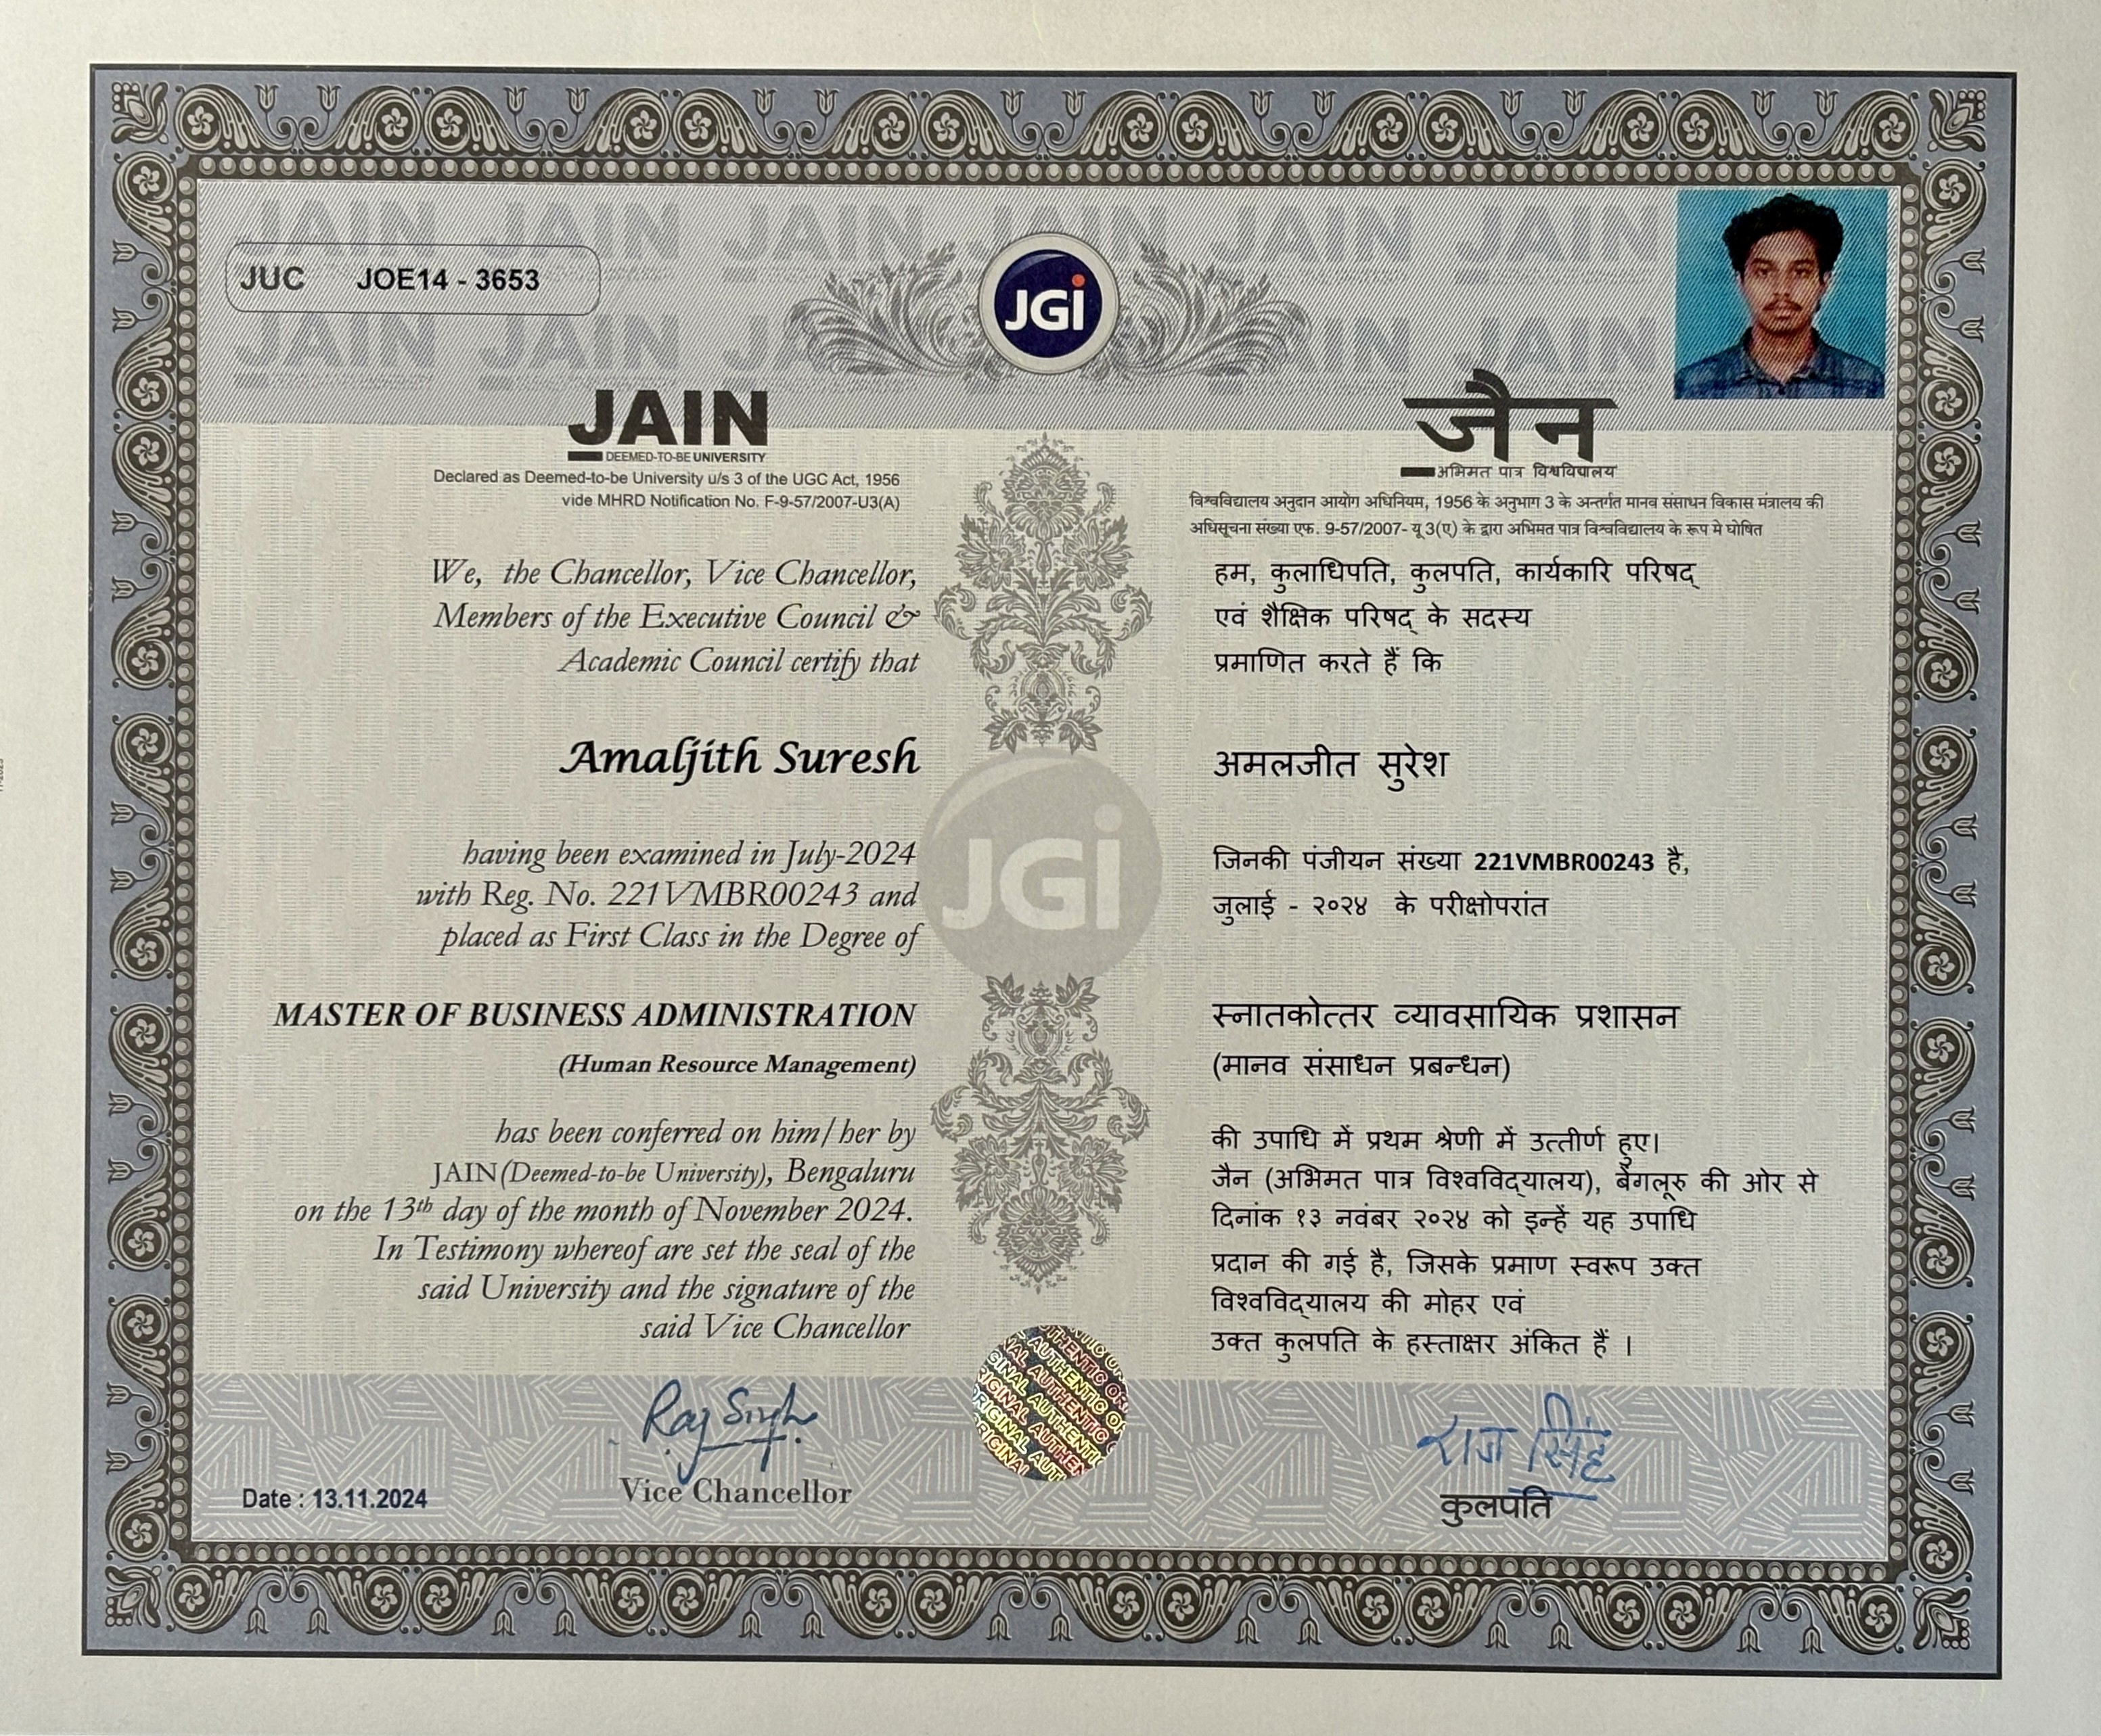 JUC JOE14 - 3653
JGi
JAIN
DEEMED-TO-BE UNIVERSITY
Declared as Deemed-to-be University u/s 3 of the UGC Act, 1956
vide MHRD Notification No. F-9-57/2007-U3(A)
We, the Chancellor, Vice Chancellor,
Members of the Executive Council &
Academic Council certify that
Amaljith Suresh
having been examined in July-2024
with Reg. No. 221VMBR00243 and
placed as First Class in the Degree of
MASTER OF BUSINESS ADMINISTRATION
(Human Resource Management)
has been conferred on him/her by
JAIN(Deemed-to-be University), Bengaluru
on the 13th day of the month of November 2024.
In Testimony whereof are set the seal of the
said University and the signature of the
said Vice Chancellor
Raj Singh
Vice Chancellor
Date : 13.11.2024
जैन
अभिमत पात्र विश्वविद्यालय
विश्वविद्यालय अनुदान आयोग अधिनियम, 1956 के अनुभाग 3 के अन्तर्गत मानव संसाधन विकास मंत्रालय की
अधिसूचना संख्या एफ. 9-57/2007- यू 3(ए) के द्वारा अभिमत पात्र विश्वविद्यालय के रूप मे घोषित
हम, कुलाधिपति, कुलपति, कार्यकारि परिषद्
एवं शैक्षिक परिषद् के सदस्य
प्रमाणित करते हैं कि
अमलजीत सुरेश
जिनकी पंजीयन संख्या 221VMBR00243 है,
जुलाई - २०२४ के परीक्षोपरांत
स्नातकोत्तर व्यावसायिक प्रशासन
(मानव संसाधन प्रबन्धन)
की उपाधि में प्रथम श्रेणी में उत्तीर्ण हुए।
जैन (अभिमत पात्र विश्वविद्यालय), बेंगलूरु की ओर से
दिनांक १३ नवंबर २०२४ को इन्हें यह उपाधि
प्रदान की गई है, जिसके प्रमाण स्वरूप उक्त
विश्वविद्यालय की मोहर एवं
उक्त कुलपति के हस्ताक्षर अंकित हैं ।
राज सिंह
कुलपति
JGi
ORIGINAL AUTHENTIC